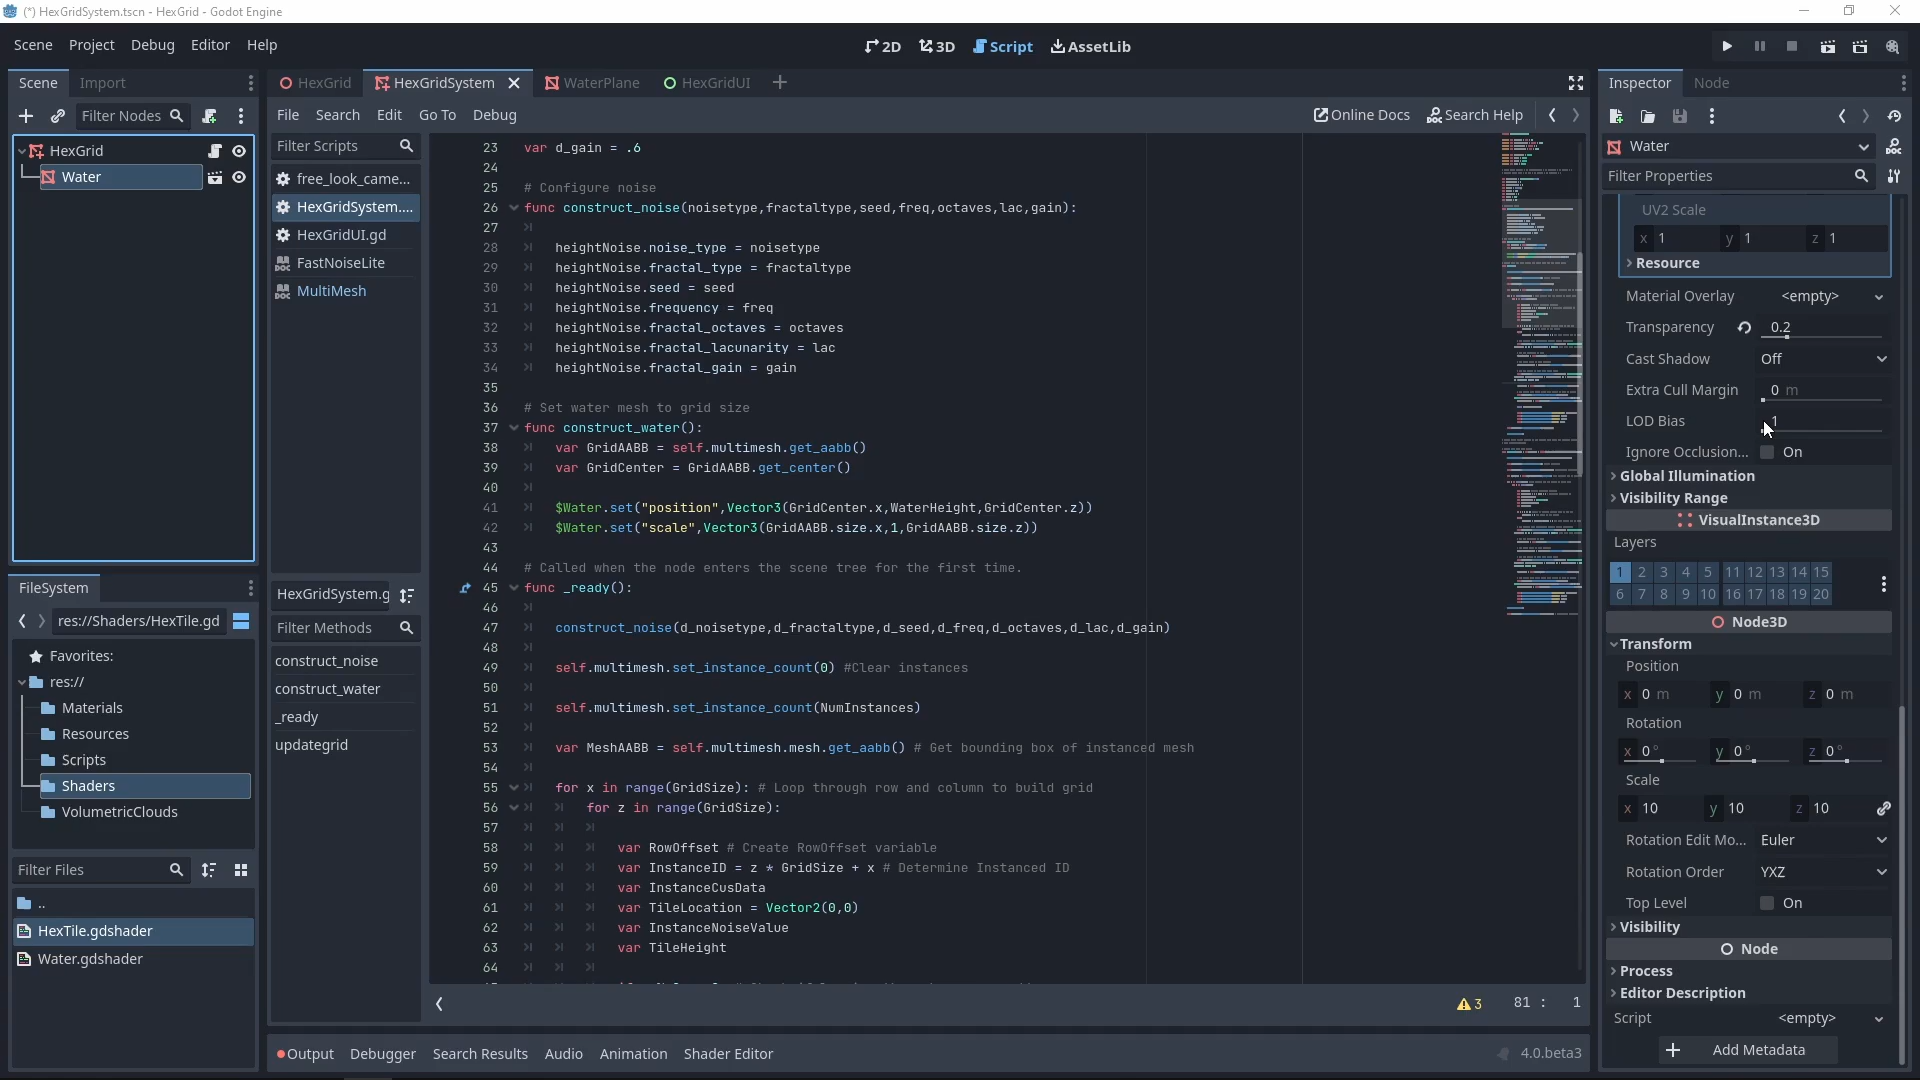 (*) HexGridSystem.tscn - HexGrid - Godot Engine
Scene Project Debug Editor Help
2D 3D Script AssetLib
Scene Import
Filter Nodes
HexGrid
Water
FileSystem
res://Shaders/HexTile.gd
Favorites:
res://
Materials
Resources
Scripts
Shaders
VolumetricClouds
Filter Files
..
HexTile.gdshader
Water.gdshader
HexGrid HexGridSystem WaterPlane HexGridUI
File Search Edit Go To Debug
Online Docs Search Help
Filter Scripts
free_look_came...
HexGridSystem....
HexGridUI.gd
FastNoiseLite
MultiMesh
HexGridSystem.g
Filter Methods
construct_noise
construct_water
_ready
updategrid
23 var d_gain = .6
24
25 # Configure noise
26 func construct_noise(noisetype,fractaltype,seed,freq,octaves,lac,gain):
27
28 heightNoise.noise_type = noisetype
29 heightNoise.fractal_type = fractaltype
30 heightNoise.seed = seed
31 heightNoise.frequency = freq
32 heightNoise.fractal_octaves = octaves
33 heightNoise.fractal_lacunarity = lac
34 heightNoise.fractal_gain = gain
35
36 # Set water mesh to grid size
37 func construct_water():
38 var GridAABB = self.multimesh.get_aabb()
39 var GridCenter = GridAABB.get_center()
40
41 $Water.set("position",Vector3(GridCenter.x,WaterHeight,GridCenter.z))
42 $Water.set("scale",Vector3(GridAABB.size.x,1,GridAABB.size.z))
43
44 # Called when the node enters the scene tree for the first time.
45 func _ready():
46
47 construct_noise(d_noisetype,d_fractaltype,d_seed,d_freq,d_octaves,d_lac,d_gain)
48
49 self.multimesh.set_instance_count(0) #Clear instances
50
51 self.multimesh.set_instance_count(NumInstances)
52
53 var MeshAABB = self.multimesh.mesh.get_aabb() # Get bounding box of instanced mesh
54
55 for x in range(GridSize): # Loop through row and column to build grid
56 for z in range(GridSize):
57
58 var RowOffset # Create RowOffset variable
59 var InstanceID = z * GridSize + x # Determine Instanced ID
60 var InstanceCusData
61 var TileLocation = Vector2(0,0)
62 var InstanceNoiseValue
63 var TileHeight
64
3 81 : 1
Output Debugger Search Results Audio Animation Shader Editor
4.0.beta3
Inspector Node
Water
Filter Properties
UV2 Scale
x 1 y 1 z 1
Resource
Material Overlay <empty>
Transparency 0.2
Cast Shadow Off
Extra Cull Margin 0 m
LOD Bias 1
Ignore Occlusion... On
Global Illumination
Visibility Range
VisualInstance3D
Layers
1 2 3 4 5 11 12 13 14 15
6 7 8 9 10 16 17 18 19 20
Node3D
Transform
Position
x 0 m y 0 m z 0 m
Rotation
x 0 ° y 0 ° z 0 °
Scale
x 10 y 10 z 10
Rotation Edit Mo... Euler
Rotation Order YXZ
Top Level On
Visibility
Node
Process
Editor Description
Script <empty>
Add Metadata